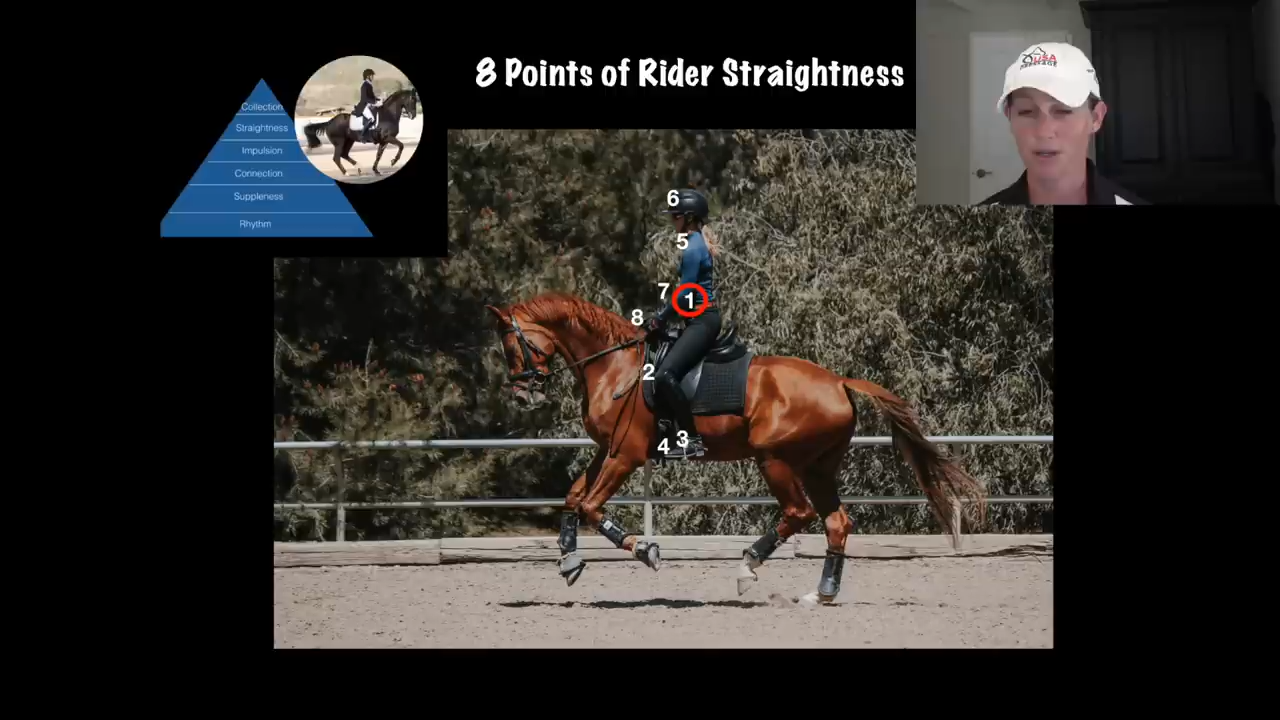 8 Points of Rider Straightness
Collection
Straightness
Impulsion
Connection
Suppleness
Rhythm
6
5
7
1
8
2
3
4
USA